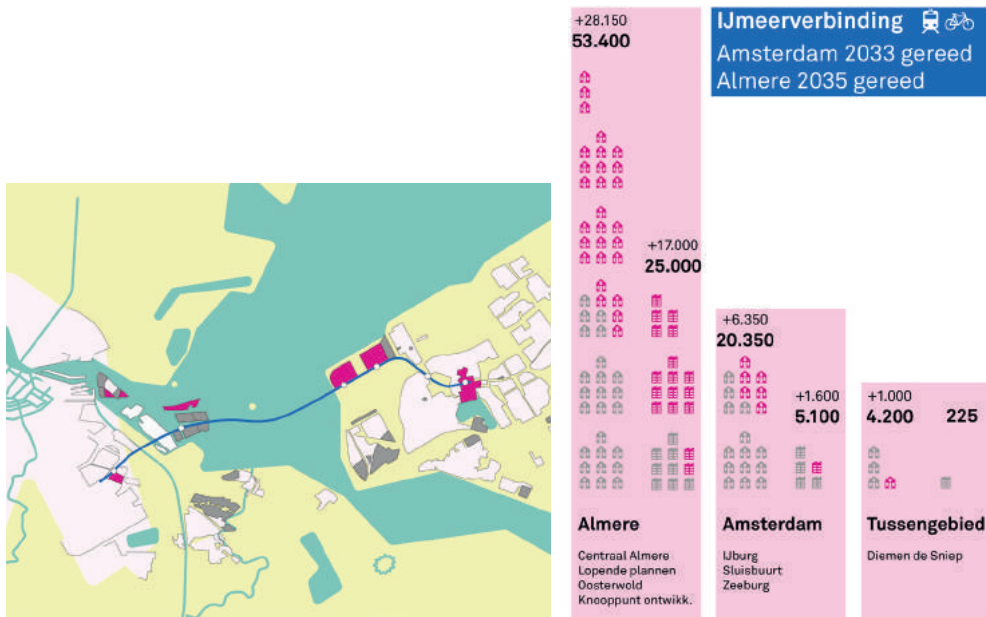 +28.150
53.400
+17.000
25.000
Almere
Centraal Almere
Lopende plannen
Oosterwold
Knooppunt ontwikk.
IJmeerverbinding
Amsterdam 2033 gereed
Almere 2035 gereed
+6.350
20.350
+1.600
5.100
Amsterdam
IJburg
Sluisbuurt
Zeeburg
+1.000
4.200
225
Tussengebied
Diemen de Sniep